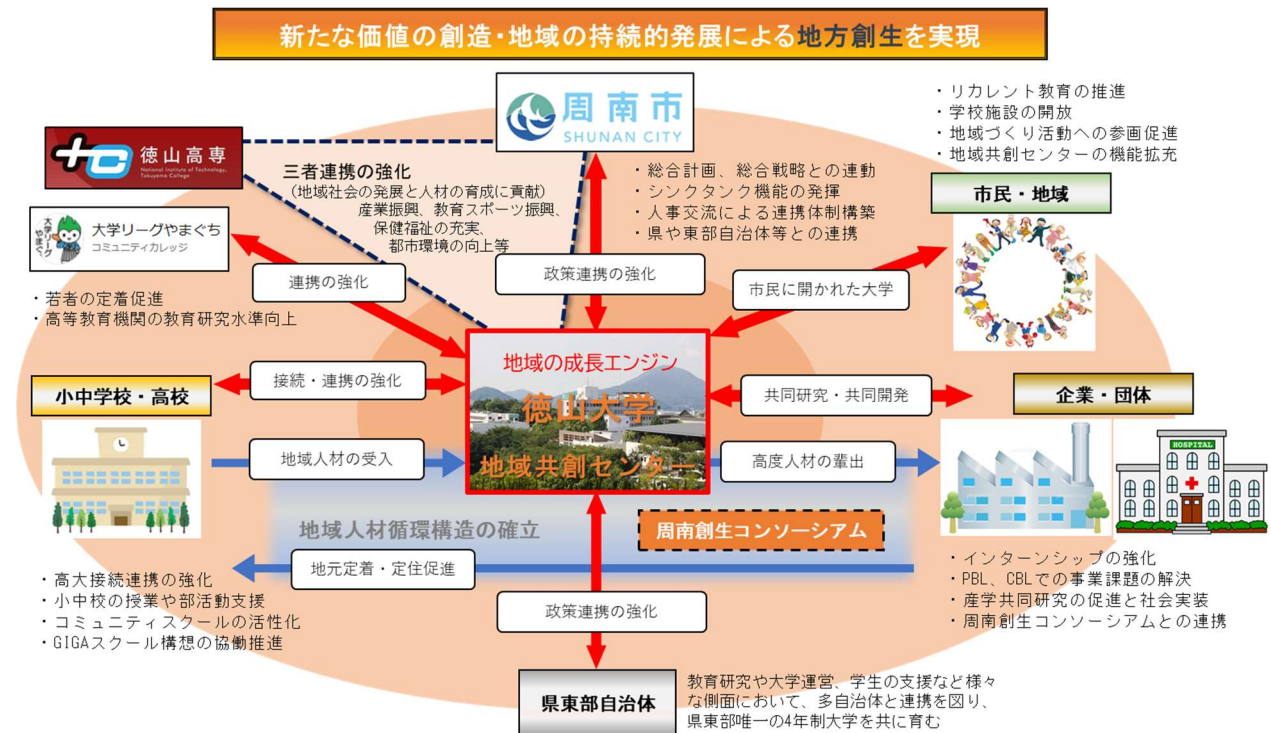 新たな価値の創造・地域の持続的発展による地方創生を実現
周南市
SHUNAN CITY
・リカレント教育の推進
・学校施設の開放
・地域づくり活動への参画促進
・地域共創センターの機能拡充
徳山高専
National Institute of Technology,
Tokuyama College
三者連携の強化
（地域社会の発展と人材の育成に貢献）
産業振興、教育スポーツ振興、
保健福祉の充実、
都市環境の向上等
・総合計画、総合戦略との連動
・シンクタンク機能の発揮
・人事交流による連携体制構築
・県や東部自治体等との連携
市民・地域
大学リーグやまぐち
大学リーグやまぐち
コミュニティカレッジ
連携の強化
政策連携の強化
市民に開かれた大学
・若者の定着促進
・高等教育機関の教育研究水準向上
地域の成長エンジン
徳山大学
地域共創センター
小中学校・高校
接続・連携の強化
共同研究・共同開発
企業・団体
地域人材の受入
高度人材の輩出
HOSPITAL
地域人材循環構造の確立
周南創生コンソーシアム
地元定着・定住促進
・高大接続連携の強化
・小中校の授業や部活動支援
・コミュニティスクールの活性化
・GIGAスクール構想の協働推進
・インターンシップの強化
・PBL、CBLでの事業課題の解決
・産学共同研究の促進と社会実装
・周南創生コンソーシアムとの連携
政策連携の強化
県東部自治体
教育研究や大学運営、学生の支援など様々
な側面において、多自治体と連携を図り、
県東部唯一の4年制大学を共に育む